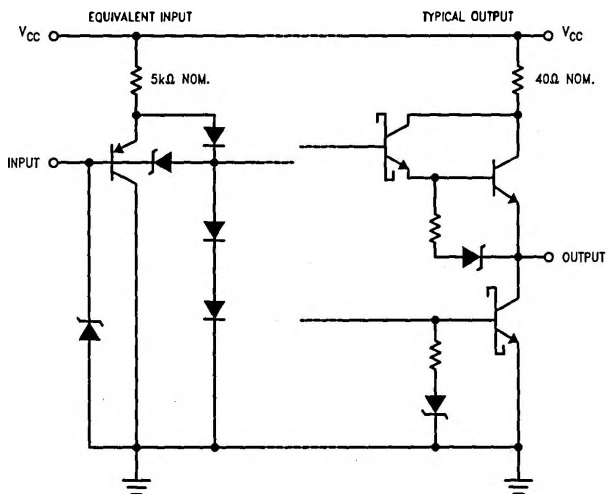 EQUIVALENT INPUT
TYPICAL OUTPUT
VCC
VCC
5kΩ NOM.
40Ω NOM.
INPUT
OUTPUT